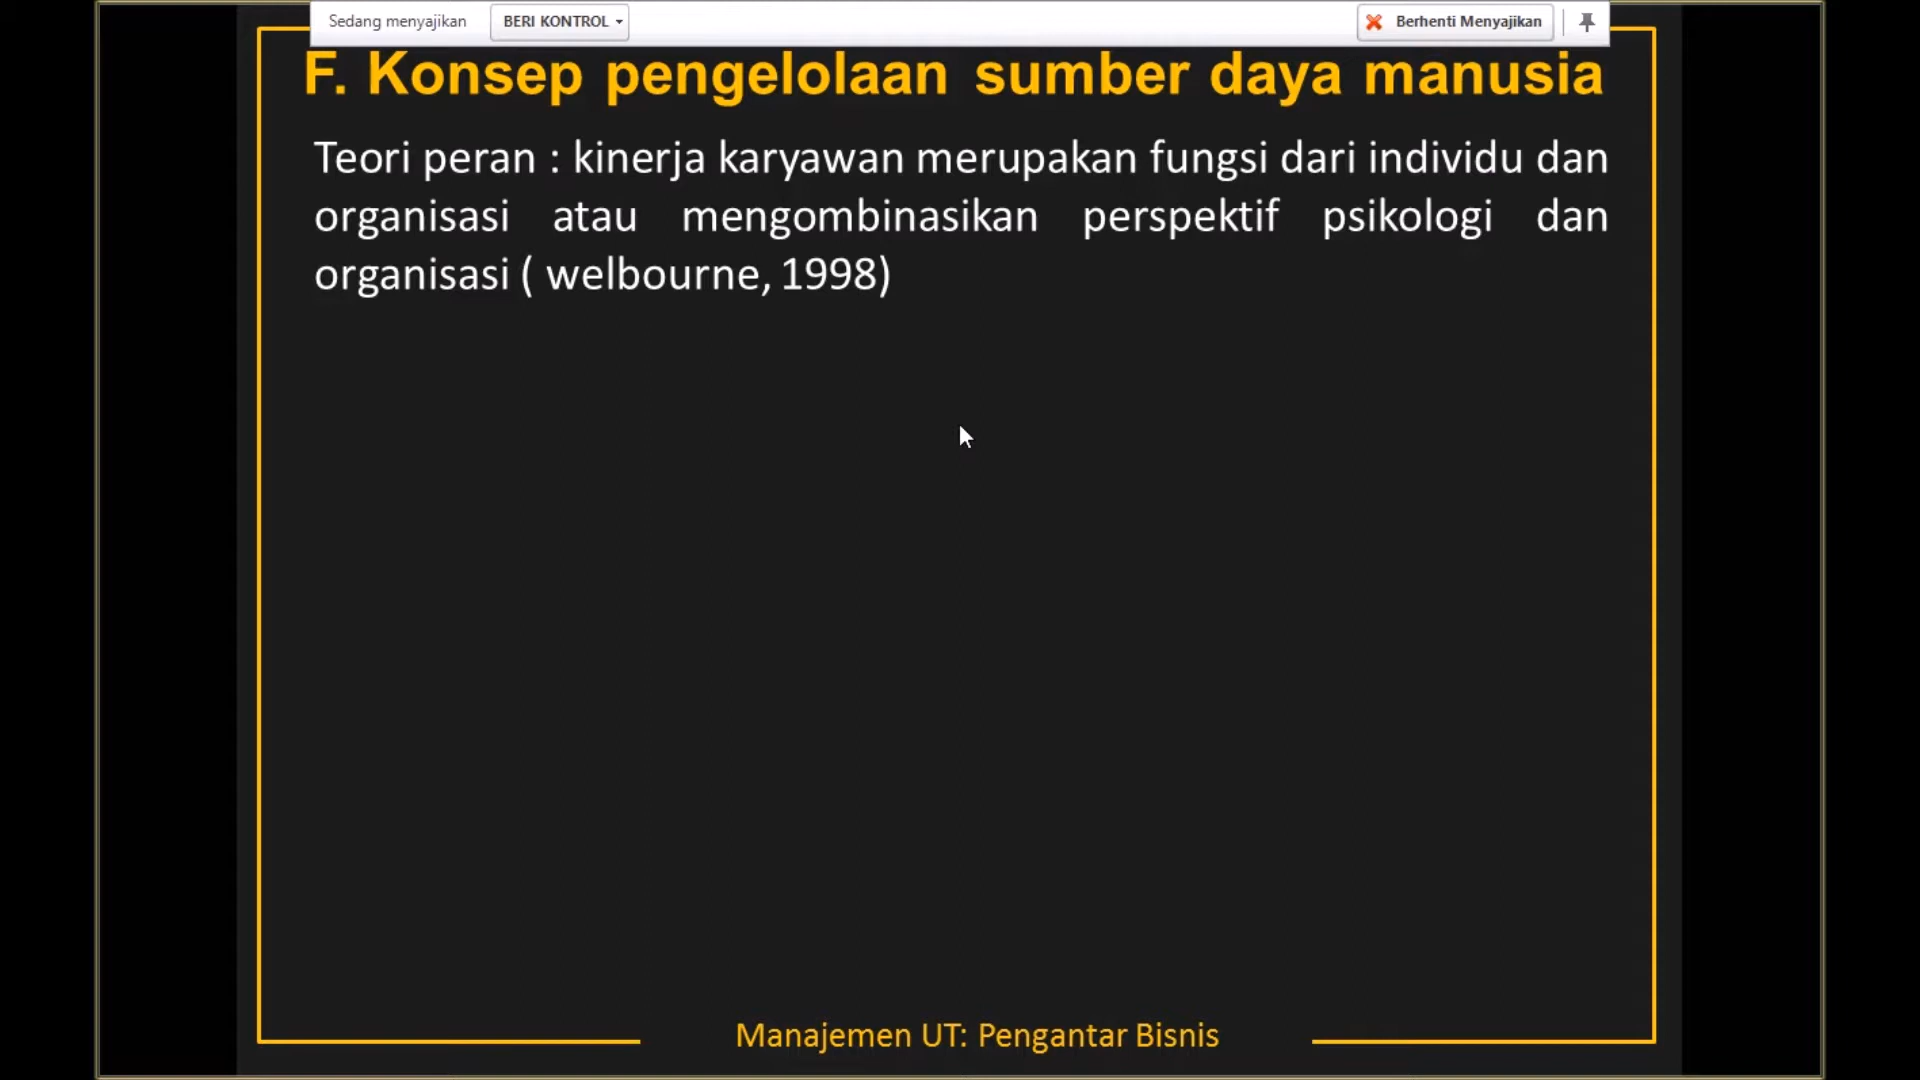 Sedang menyajikan BERI KONTROL Berhenti Menyajikan
F. Konsep pengelolaan sumber daya manusia
Teori peran : kinerja karyawan merupakan fungsi dari individu dan
organisasi atau mengombinasikan perspektif psikologi dan
organisasi ( welbourne, 1998)
Manajemen UT: Pengantar Bisnis